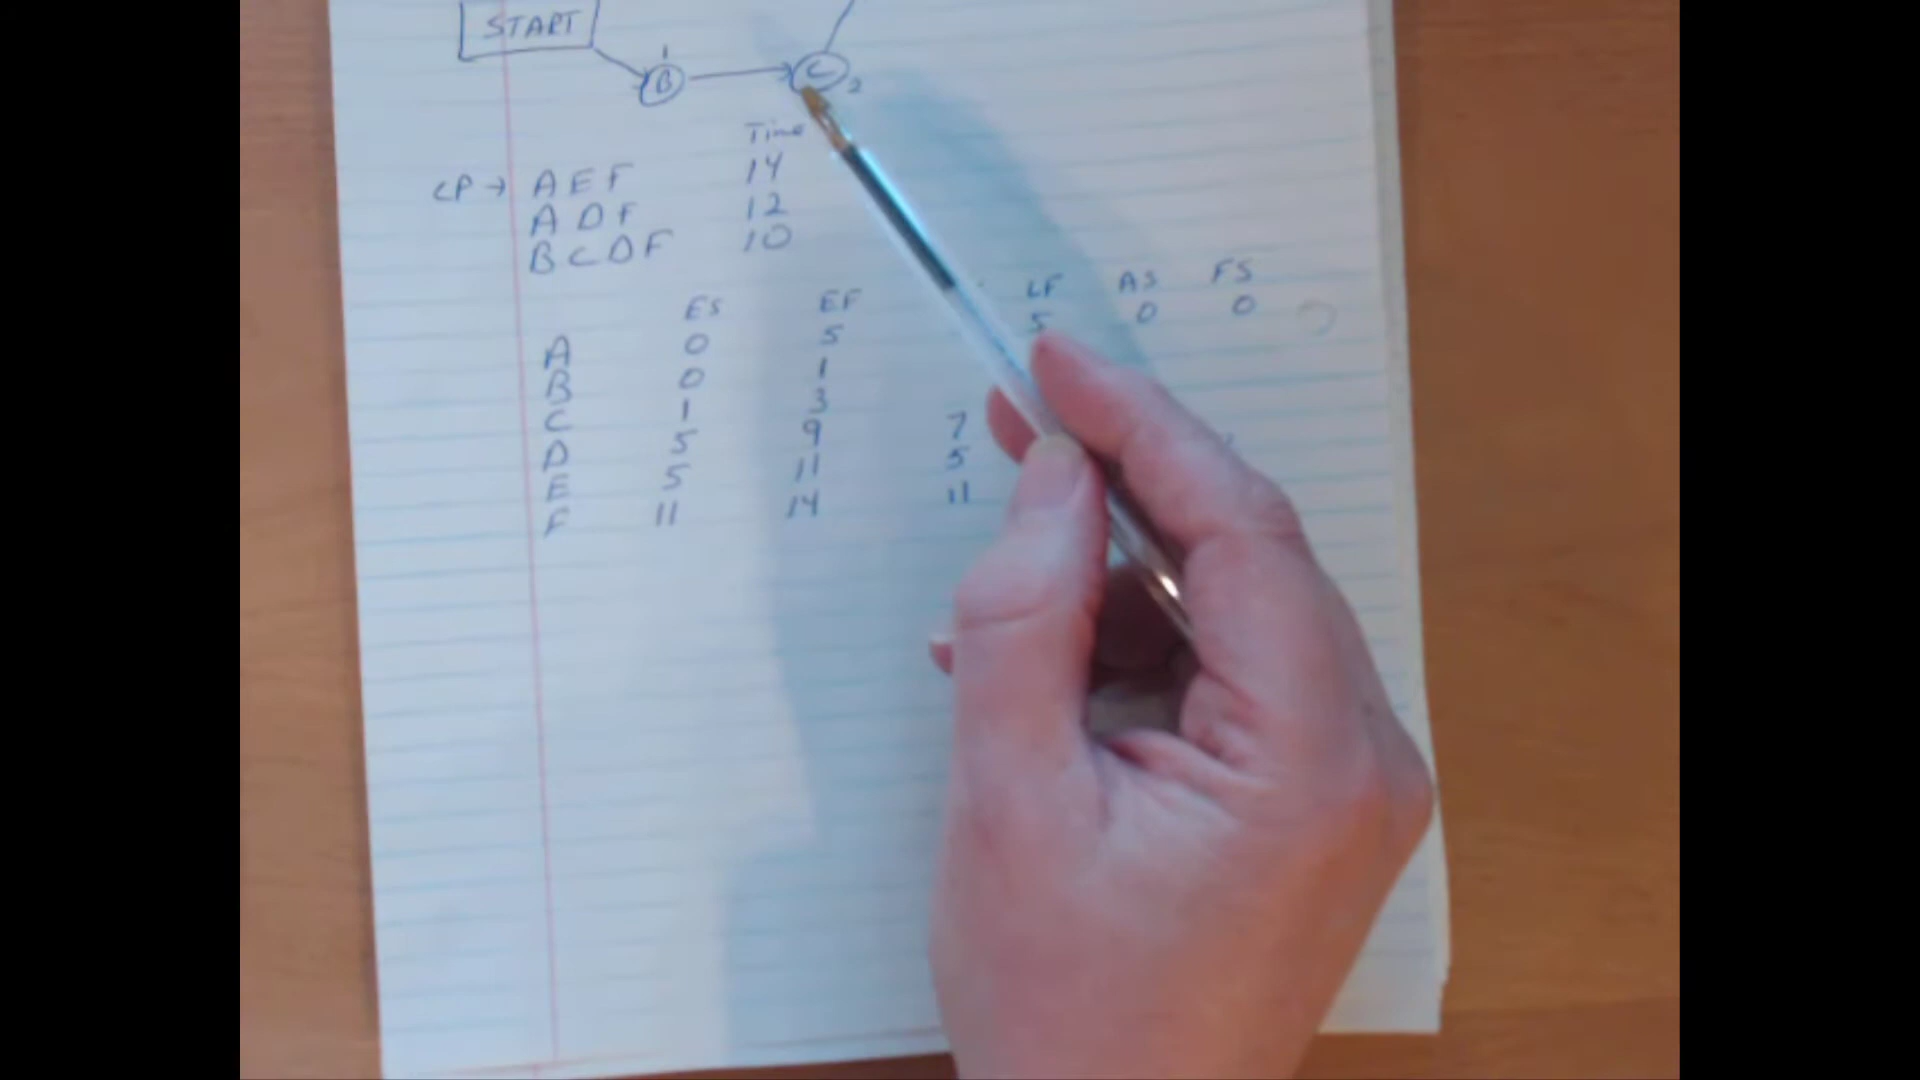 START
1
B
C
2
Time
CP → A E F 14
A D F 12
B C D F 10
ES EF LF AS FS
A 0 5 5 0 0
B 0 1
C 1 3
D 5 9 7
E 5 11 5
F 11 14 11